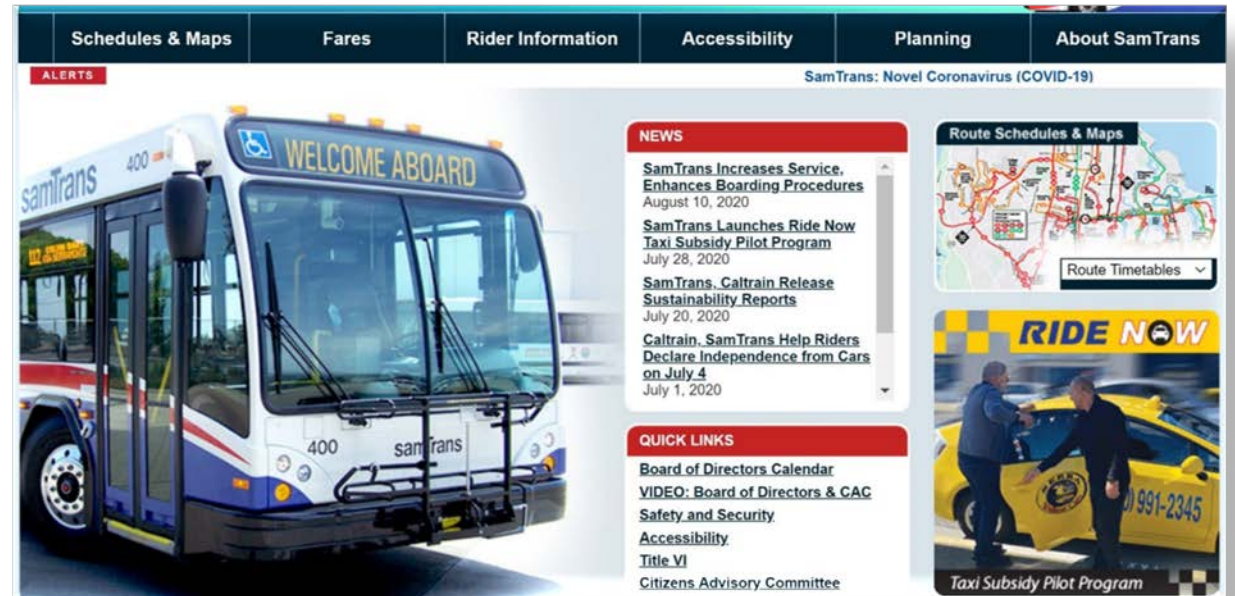 Schedules & Maps
Fares
Rider Information
Accessibility
Planning
About SamTrans
ALERTS
SamTrans: Novel Coronavirus (COVID-19)
WELCOME ABOARD
samTrans
400
112
400
samTrans
NEWS
SamTrans Increases Service,
Enhances Boarding Procedures
August 10, 2020
SamTrans Launches Ride Now
Taxi Subsidy Pilot Program
July 28, 2020
SamTrans, Caltrain Release
Sustainability Reports
July 20, 2020
Caltrain, SamTrans Help Riders
Declare Independence from Cars
on July 4
July 1, 2020
QUICK LINKS
Board of Directors Calendar
VIDEO: Board of Directors & CAC
Safety and Security
Accessibility
Title VI
Citizens Advisory Committee
Route Schedules & Maps
Route Timetables
RIDE NOW
991-2345
Taxi Subsidy Pilot Program